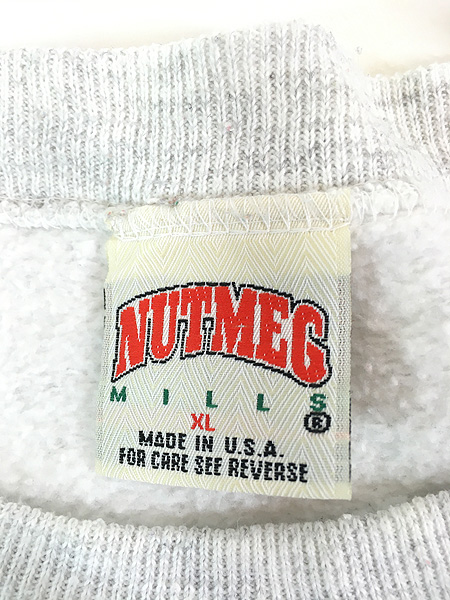 NUTMEG
MILLS
®
XL
MADE IN U.S.A.
FOR CARE SEE REVERSE